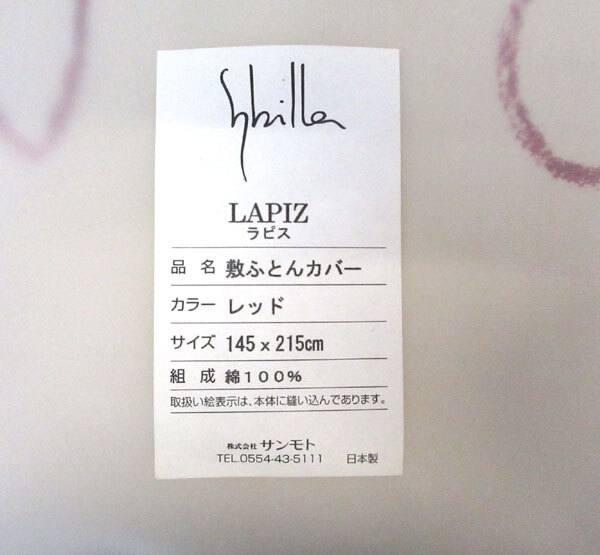 Sybilla
LAPIZ
ラピス
品名 敷ふとんカバー
カラー レッド
サイズ 145×215cm
組成 綿100%
取扱い絵表示は、本体に縫い込んであります。
株式会社 サンモト
TEL.0554-43-5111 日本製